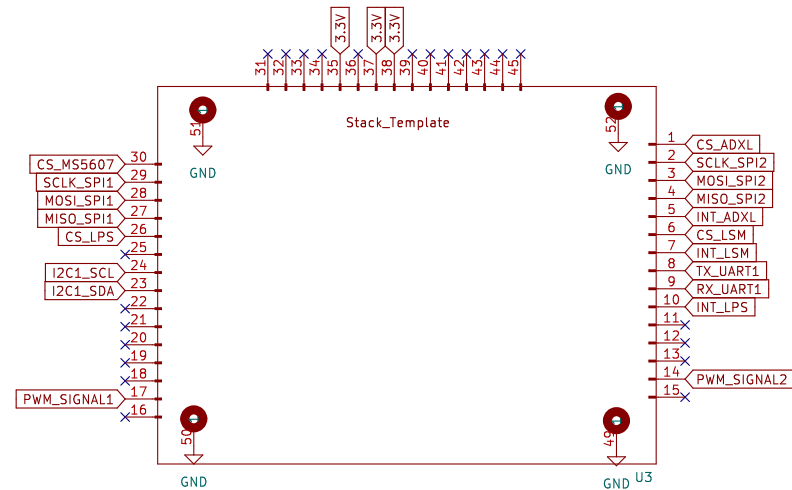 3.3V 3.3V 3.3V
31 32 33 34 35 36 37 38 39 40 41 42 43 44 45
Stack_Template
51 GND
52 GND
CS_MS5607 30
SCLK_SPI1 29
MOSI_SPI1 28
MISO_SPI1 27
CS_LPS 26
25
I2C1_SCL 24
I2C1_SDA 23
22
21
20
19
18
PWM_SIGNAL1 17
16
1 CS_ADXL
2 SCLK_SPI2
3 MOSI_SPI2
4 MISO_SPI2
5 INT_ADXL
6 CS_LSM
7 INT_LSM
8 TX_UART1
9 RX_UART1
10 INT_LPS
11
12
13
14 PWM_SIGNAL2
15
50 GND
49 GND
U3